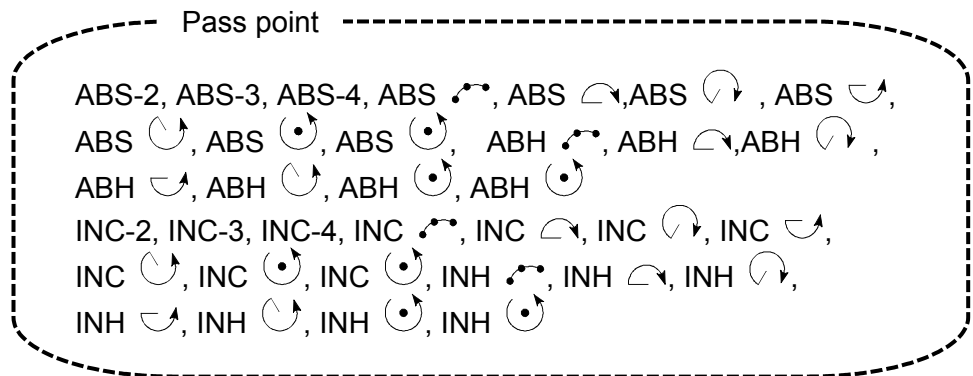 Pass point
ABS-2, ABS-3, ABS-4, ABS , ABS ,ABS , ABS ,
ABS , ABS , ABS , ABH , ABH ,ABH ,
ABH , ABH , ABH , ABH
INC-2, INC-3, INC-4, INC , INC , INC , INC ,
INC , INC , INC , INH , INH , INH ,
INH , INH , INH , INH